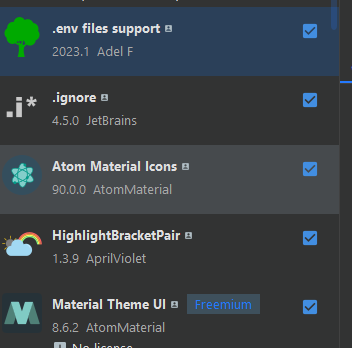 .env files support
2023.1 Adel F
.i*
.ignore
4.5.0 JetBrains
Atom Material Icons
90.0.0 AtomMaterial
HighlightBracketPair
1.3.9 AprilViolet
M
Material Theme UI Freemium
8.6.2 AtomMaterial
No license